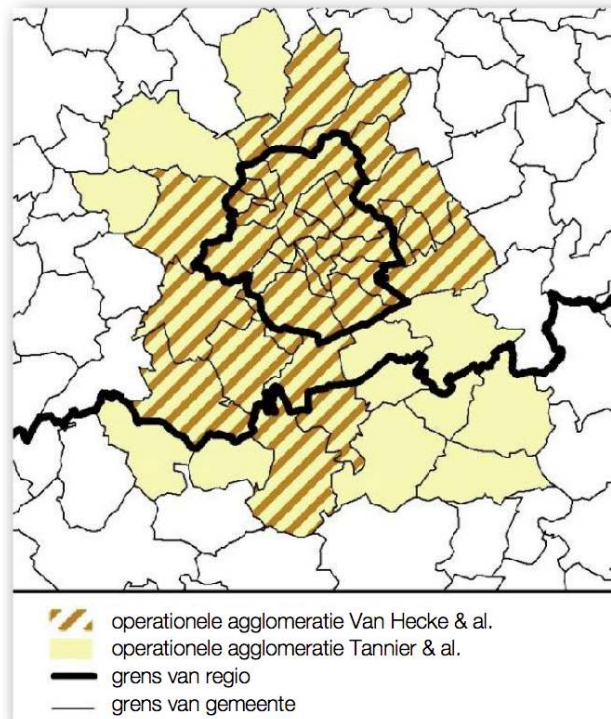 operationele agglomeratie Van Hecke & al.
operationele agglomeratie Tannier & al.
grens van regio
grens van gemeente